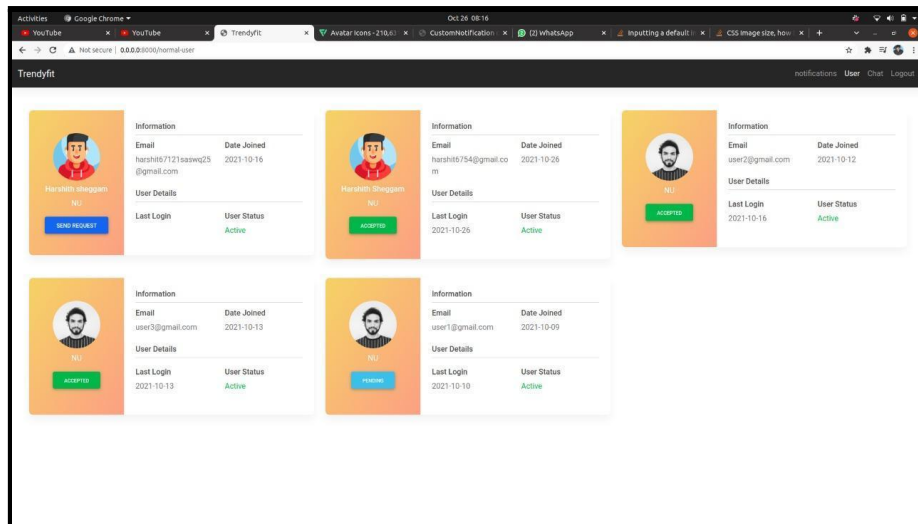 Activities Google Chrome Oct 26 08:16
YouTube YouTube Trendyfit Avatar Icons - 210,63 CustomNotification (2) WhatsApp Inputting a default i CSS Image size, how
Not secure 0.0.0.0:8000/normal-user
Trendyfit notifications User Chat Logout
Information
Email Date Joined
harshit67121saswq25 2021-10-16
@gmail.com
Harshith sheggam
NU
User Details
Last Login User Status
SEND REQUEST
Active
Information
Email Date Joined
harshit6754@gmail.co 2021-10-26
m
Harshith Sheggam
NU
User Details
Last Login User Status
ACCEPTED
2021-10-26 Active
Information
Email Date Joined
user2@gmail.com 2021-10-12
User Details
NU
Last Login User Status
ACCEPTED
2021-10-16 Active
Information
Email Date Joined
user3@gmail.com 2021-10-13
User Details
NU
Last Login User Status
ACCEPTED
2021-10-13 Active
Information
Email Date Joined
user1@gmail.com 2021-10-09
User Details
NU
Last Login User Status
PENDING
2021-10-10 Active